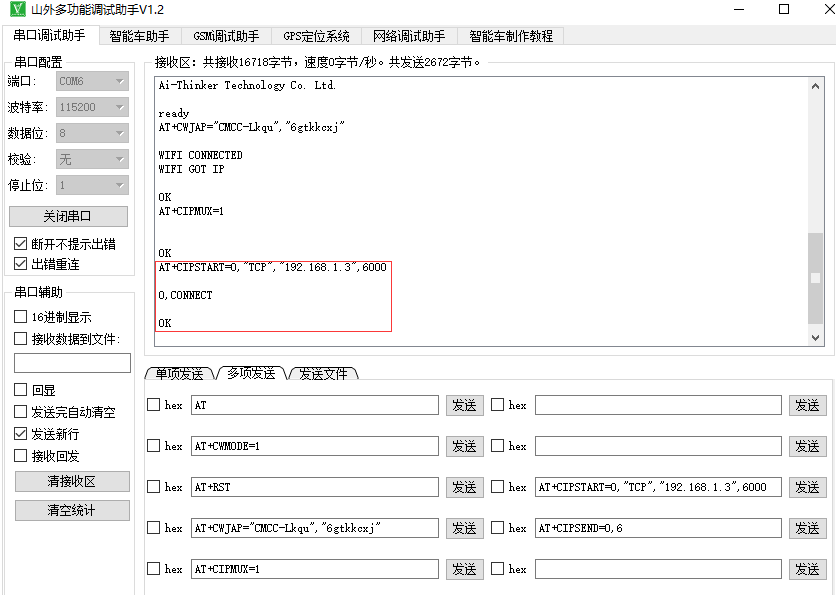 山外多功能调试助手V1.2
串口调试助手 智能车助手 GSM调试助手 GPS定位系统 网络调试助手 智能车制作教程
串口配置
端口: COM6
波特率: 115200
数据位: 8
校验: 无
停止位: 1
关闭串口
断开不提示出错
出错重连
串口辅助
16进制显示
接收数据到文件:
回显
发送完自动清空
发送新行
接收回发
清接收区
清空统计
接收区：共接收16718字节，速度0字节/秒。共发送2672字节。
Ai-Thinker Technology Co. Ltd.
ready
AT+CWJAP="CMCC-Lkqu","6gtkkcxj"
WIFI CONNECTED
WIFI GOT IP
OK
AT+CIPMUX=1
OK
AT+CIPSTART=0,"TCP","192.168.1.3",6000
0,CONNECT
OK
单项发送 多项发送 发送文件
hex AT 发送 hex 发送
hex AT+CWMODE=1 发送 hex 发送
hex AT+RST 发送 hex AT+CIPSTART=0,"TCP","192.168.1.3",6000 发送
hex AT+CWJAP="CMCC-Lkqu","6gtkkcxj" 发送 hex AT+CIPSEND=0,6 发送
hex AT+CIPMUX=1 发送 hex 发送